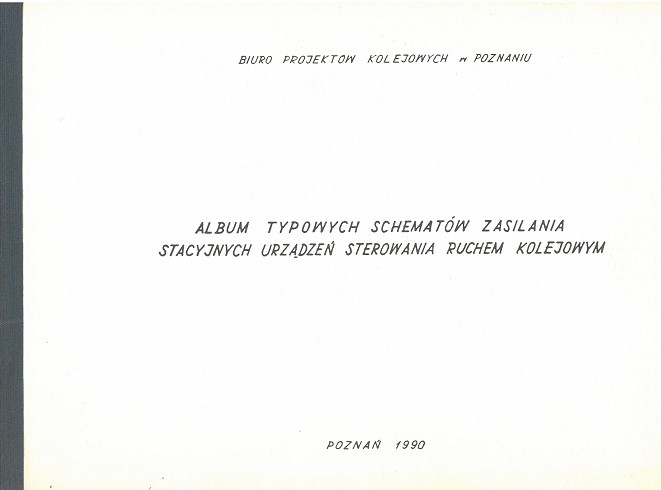 BIURO PROJEKTÓW KOLEJOWYCH w POZNANIU
ALBUM TYPOWYCH SCHEMATÓW ZASILANIA
STACYJNYCH URZĄDZEŃ STEROWANIA RUCHEM KOLEJOWYM
POZNAŃ 1990